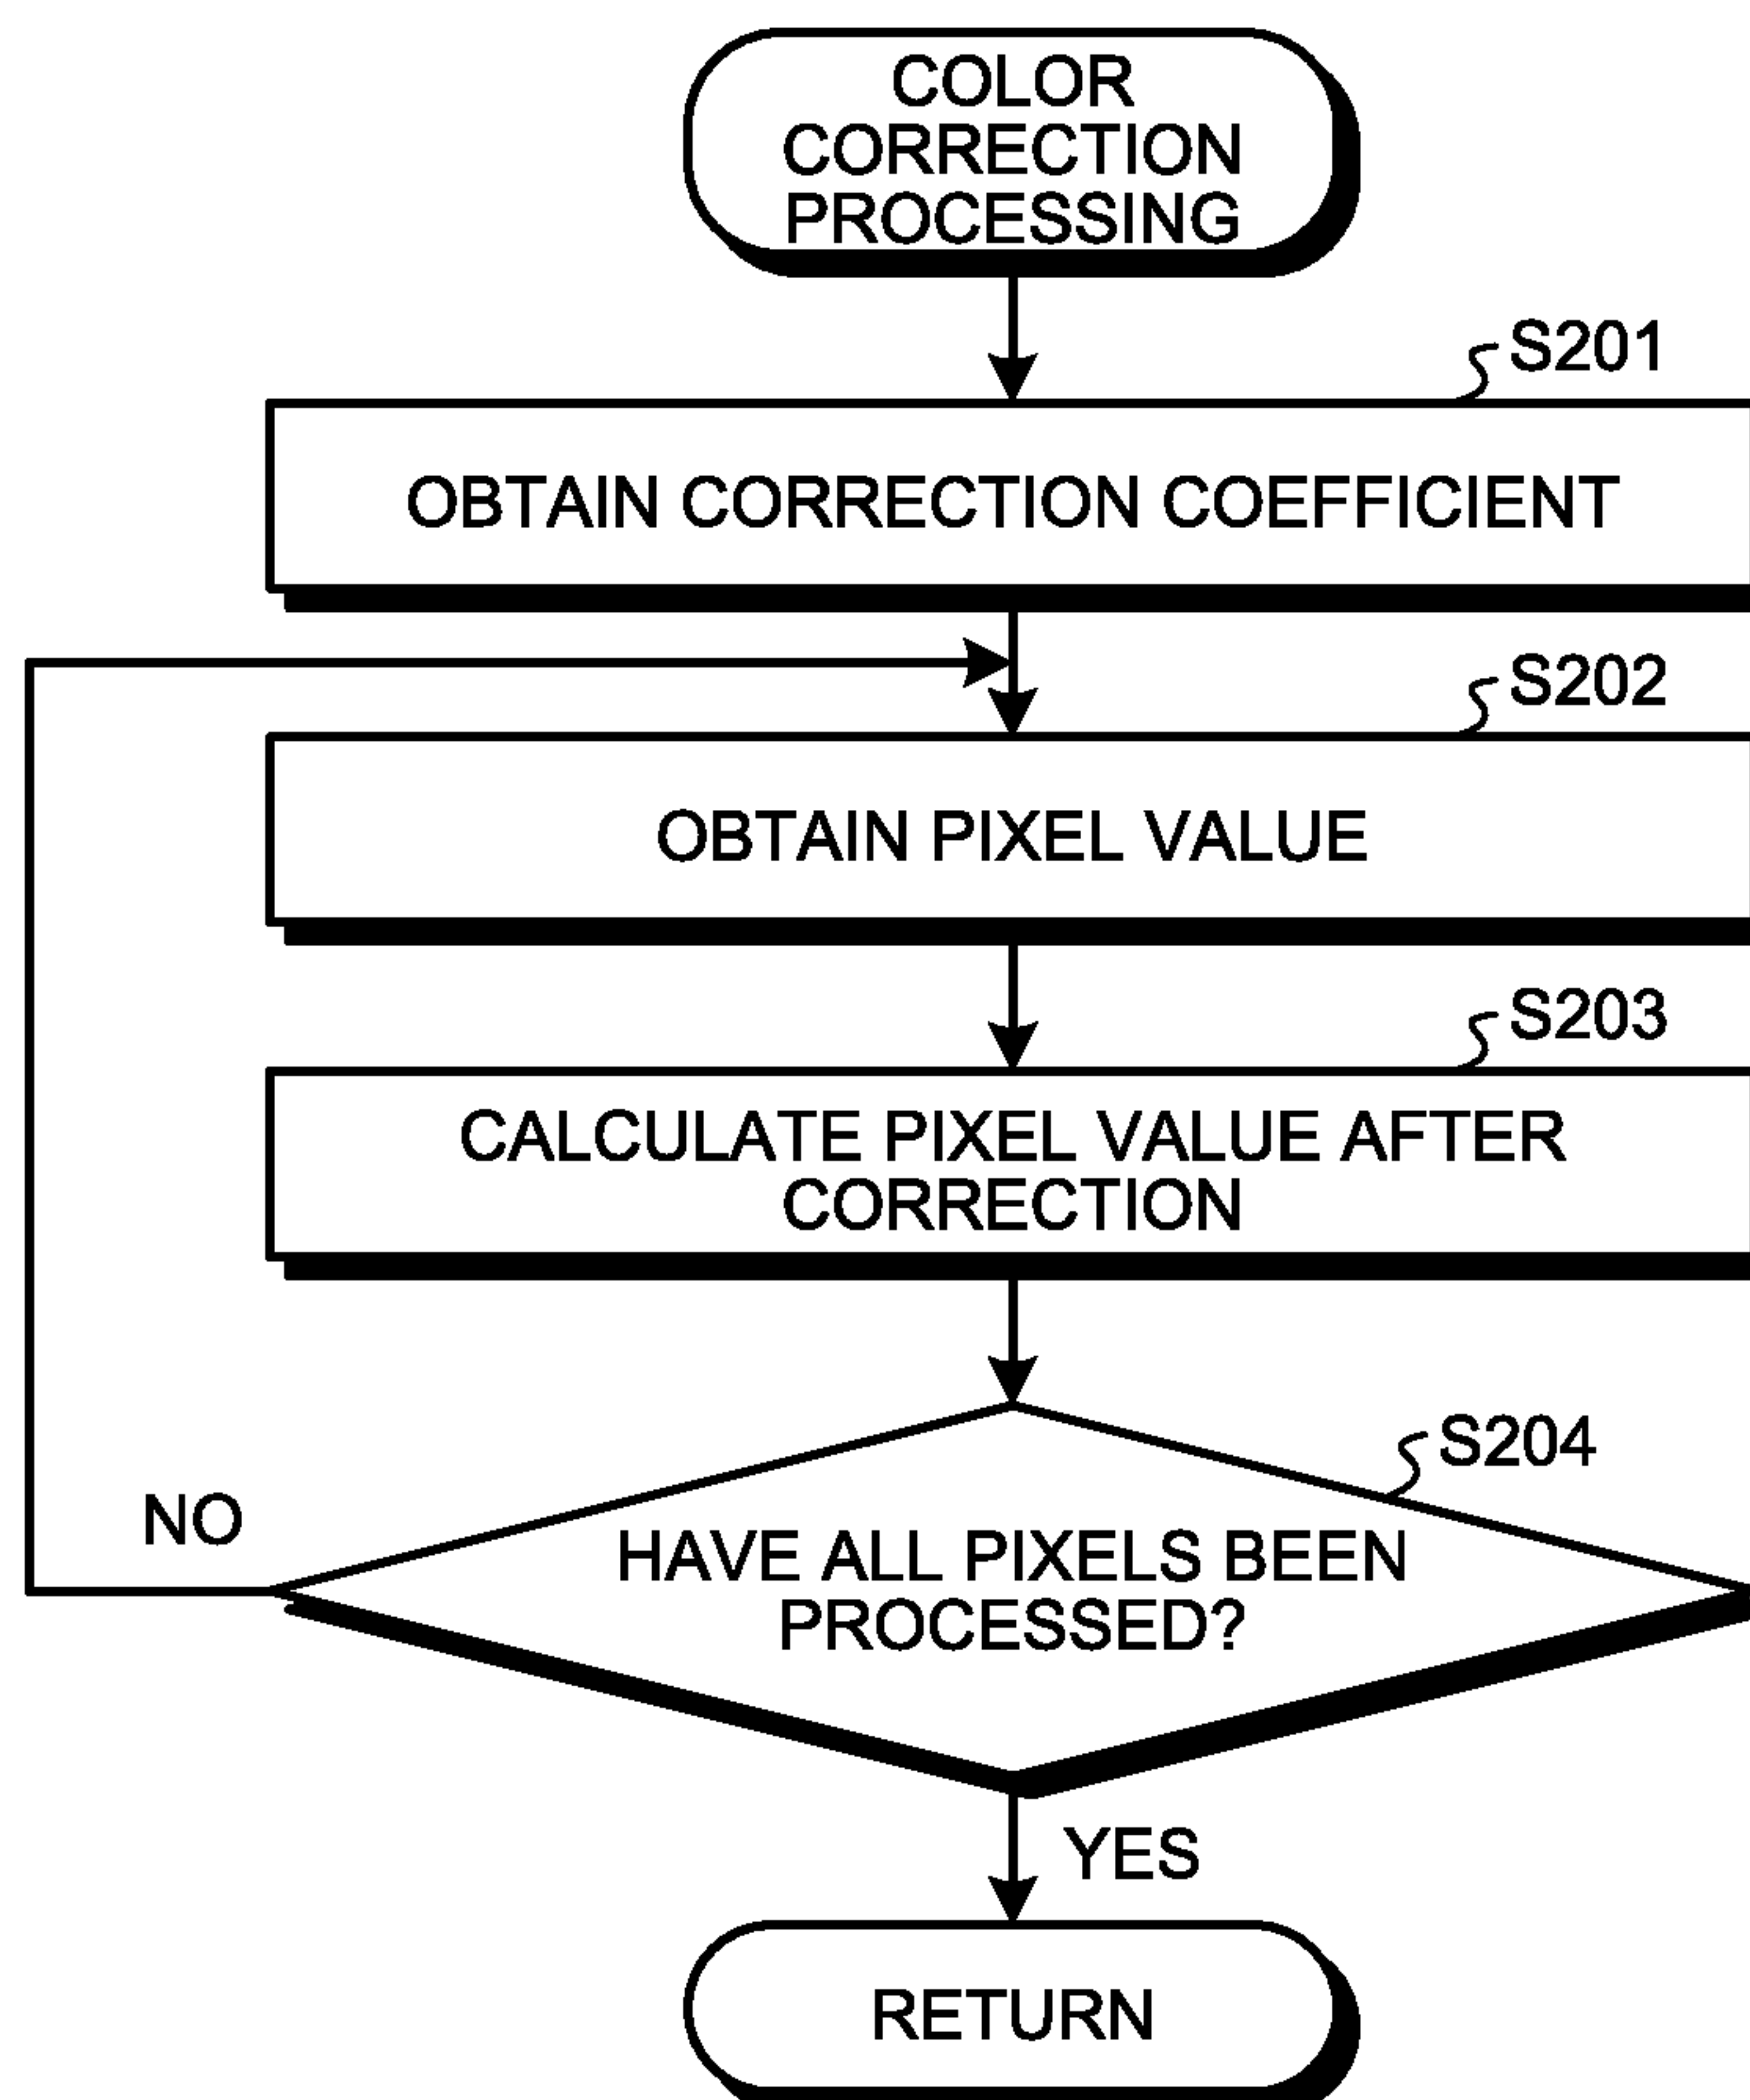 COLOR
CORRECTION
PROCESSING
S201
OBTAIN CORRECTION COEFFICIENT
S202
OBTAIN PIXEL VALUE
S203
CALCULATE PIXEL VALUE AFTER
CORRECTION
S204
NO
HAVE ALL PIXELS BEEN
PROCESSED?
YES
RETURN